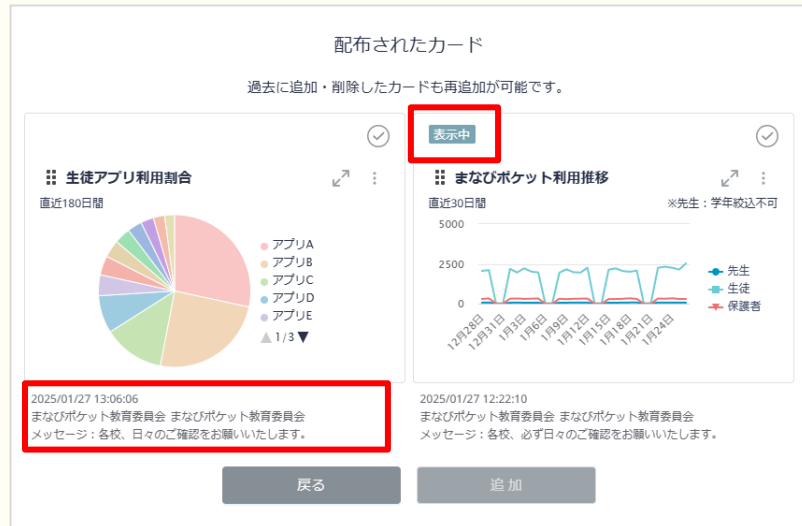 配布されたカード
過去に追加・削除したカードも再追加が可能です。
生徒アプリ利用割合
直近180日間
アプリA
アプリB
アプリC
アプリD
アプリE
1/3
2025/01/27 13:06:06
まなびポケット教育委員会 まなびポケット教育委員会
メッセージ：各校、日々のご確認をお願いいたします。
表示中
まなびポケット利用推移
直近30日間
※先生：学年絞込不可
5000
2500
0
12月28日
12月31日
1月3日
1月6日
1月9日
1月12日
1月15日
1月18日
1月21日
1月24日
先生
生徒
保護者
2025/01/27 12:22:10
まなびポケット教育委員会 まなびポケット教育委員会
メッセージ：各校、必ず日々のご確認をお願いいたします。
戻る
追加